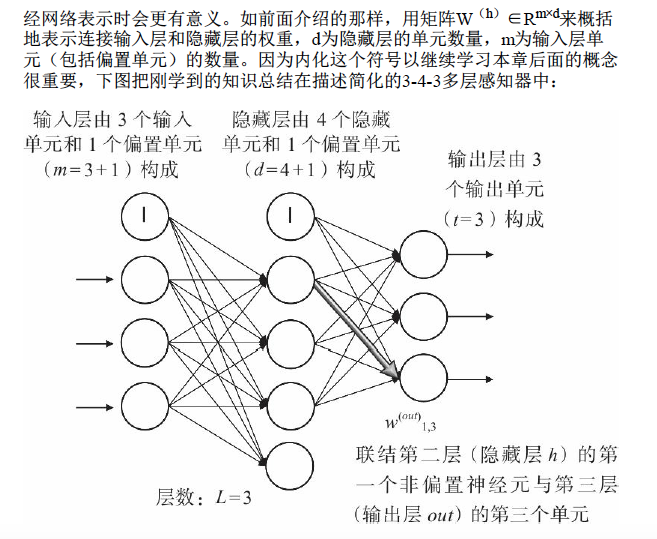 经网络表示时会更有意义。如前面介绍的那样，用矩阵W（h）∈Rm×d来概括
地表示连接输入层和隐藏层的权重，d为隐藏层的单元数量，m为输入层单
元（包括偏置单元）的数量。因为内化这个符号以继续学习本章后面的概念
很重要，下图把刚学到的知识总结在描述简化的3-4-3多层感知器中：
输入层由 3 个输入
单元和 1 个偏置单元
（m=3+1）构成
隐藏层由 4 个隐藏
单元和 1 个偏置单元
（d=4+1）构成
输出层由 3
个输出单元
（t=3）构成
1
1
w(out)1,3
层数：L=3
联结第二层（隐藏层 h）的第
一个非偏置神经元与第三层
（输出层 out）的第三个单元